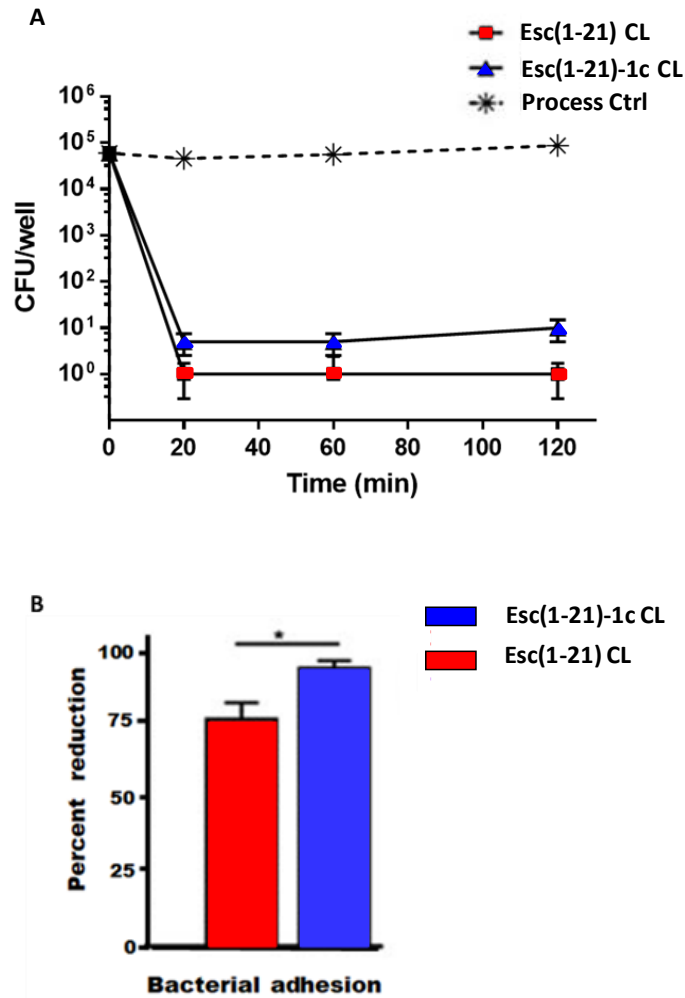 A
Esc(1-21) CL
Esc(1-21)-1c CL
Process Ctrl
10⁶
10⁵
10⁴
10³
10²
10¹
10⁰
CFU/well
0 20 40 60 80 100 120
Time (min)
B
Esc(1-21)-1c CL
Esc(1-21) CL
*
100
75
50
25
0
Percent reduction
Bacterial adhesion